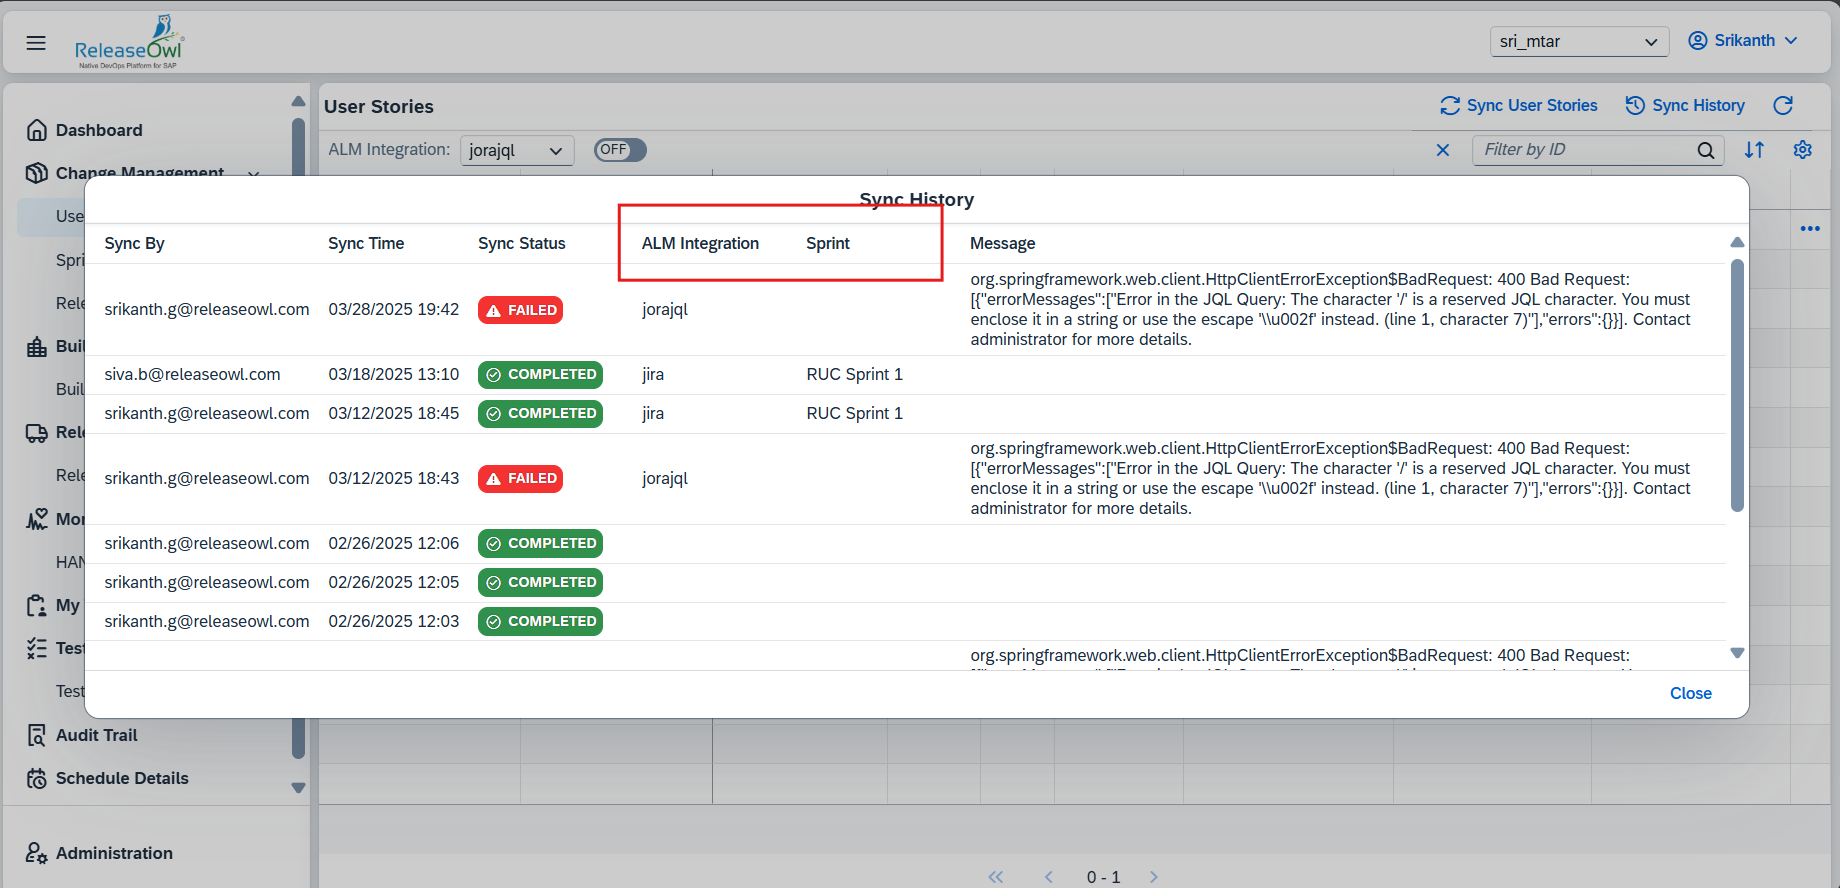 ReleaseOwl
Native DevOps Platform for SAP
sri_mtar
Srikanth
Dashboard
Change Management
Use
Spri
Rele
Buil
Buil
Rele
Rele
Mor
HAN
My
Test
Test
Audit Trail
Schedule Details
Administration
User Stories
Sync User Stories
Sync History
ALM Integration:
jorajql
OFF
Filter by ID
Sync History
Sync By Sync Time Sync Status ALM Integration Sprint Message
srikanth.g@releaseowl.com 03/28/2025 19:42 FAILED jorajql
org.springframework.web.client.HttpClientErrorException$BadRequest: 400 Bad Request:
[{"errorMessages":["Error in the JQL Query: The character '/' is a reserved JQL character. You must
enclose it in a string or use the escape '\\u002f' instead. (line 1, character 7)"],"errors":{}}]. Contact
administrator for more details.
siva.b@releaseowl.com 03/18/2025 13:10 COMPLETED jira RUC Sprint 1
srikanth.g@releaseowl.com 03/12/2025 18:45 COMPLETED jira RUC Sprint 1
srikanth.g@releaseowl.com 03/12/2025 18:43 FAILED jorajql
org.springframework.web.client.HttpClientErrorException$BadRequest: 400 Bad Request:
[{"errorMessages":["Error in the JQL Query: The character '/' is a reserved JQL character. You must
enclose it in a string or use the escape '\\u002f' instead. (line 1, character 7)"],"errors":{}}]. Contact
administrator for more details.
srikanth.g@releaseowl.com 02/26/2025 12:06 COMPLETED
srikanth.g@releaseowl.com 02/26/2025 12:05 COMPLETED
srikanth.g@releaseowl.com 02/26/2025 12:03 COMPLETED
org.springframework.web.client.HttpClientErrorException$BadRequest: 400 Bad Request:
Close
0 - 1